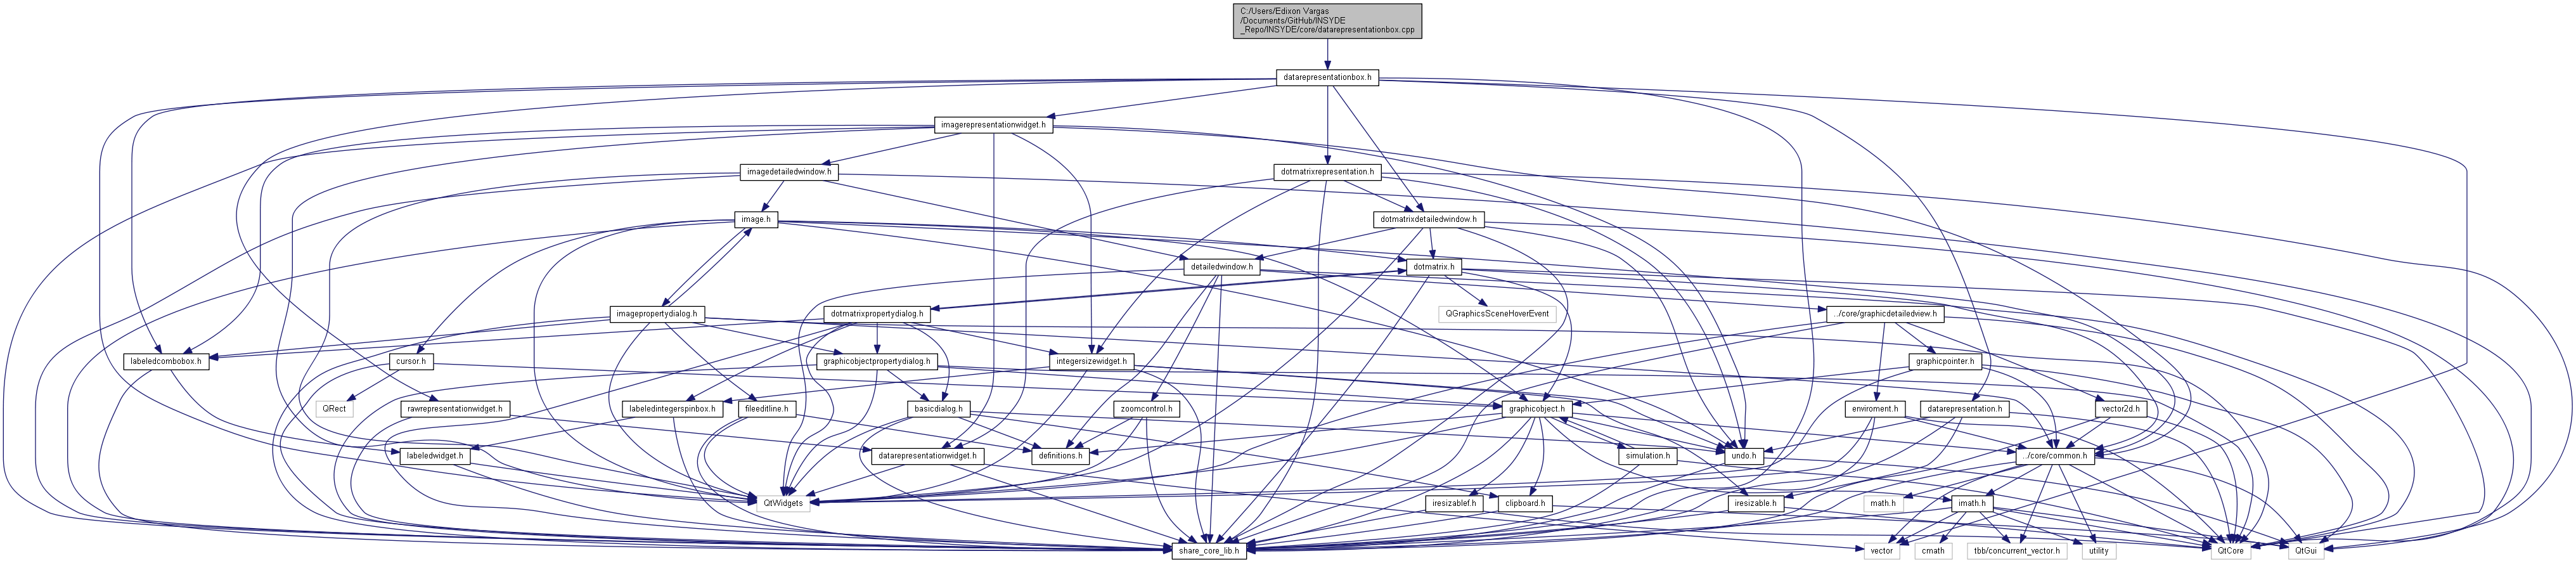 C:/Users/Edixon Vargas
/Documents/GitHub/INSYDE
_Repo/INSYDE/core/datarepresentationbox.cpp
datarepresentationbox.h
imagerepresentationwidget.h
imagedetailedwindow.h
dotmatrixrepresentation.h
image.h
dotmatrixdetailedwindow.h
detailedwindow.h
dotmatrix.h
imagepropertydialog.h
dotmatrixpropertydialog.h
QGraphicsSceneHoverEvent
../core/graphicdetailedview.h
labeledcombobox.h
cursor.h
graphicobjectpropertydialog.h
integersizewidget.h
graphicpointer.h
QRect
rawrepresentationwidget.h
labeledintegerspinbox.h
fileeditline.h
basicdialog.h
zoomcontrol.h
graphicobject.h
enviroment.h
datarepresentation.h
vector2d.h
labeledwidget.h
datarepresentationwidget.h
definitions.h
simulation.h
undo.h
../core/common.h
QtWidgets
iresizablef.h
clipboard.h
iresizable.h
math.h
imath.h
share_core_lib.h
vector
cmath
tbb/concurrent_vector.h
utility
QtCore
QtGui